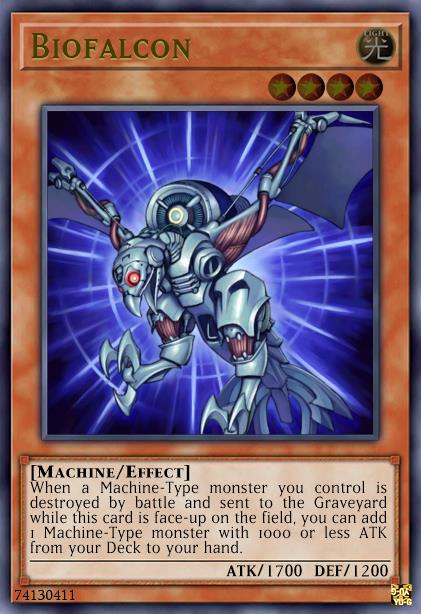 BIOFALCON
LIGHT
光
[MACHINE/EFFECT]
When a Machine-Type monster you control is
destroyed by battle and sent to the Graveyard
while this card is face-up on the field, you can add
1 Machine-Type monster with 1000 or less ATK
from your Deck to your hand.
ATK/1700 DEF/1200
74130411